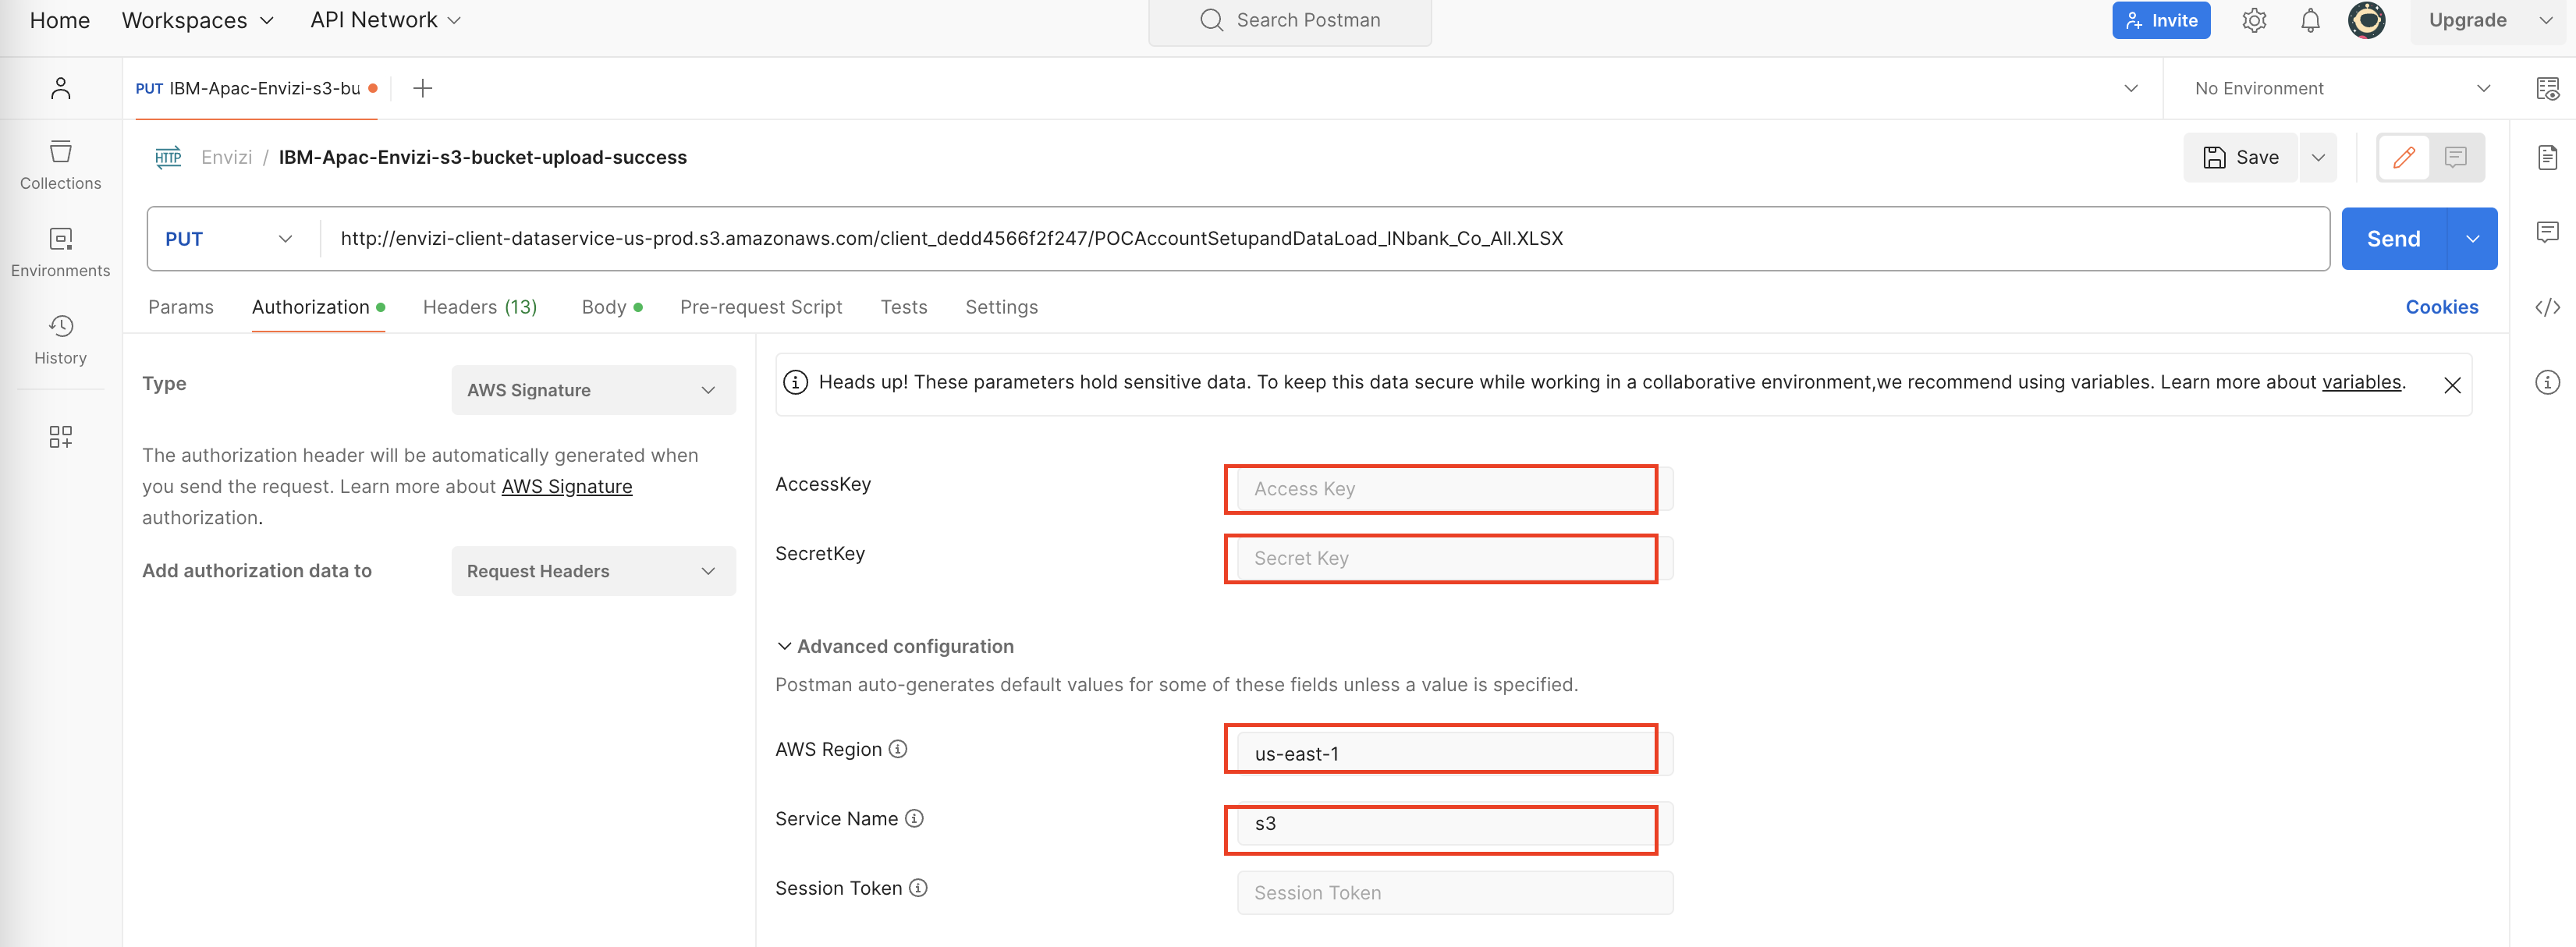 Home Workspaces API Network Search Postman Invite Upgrade
PUT IBM-Apac-Envizi-s3-bu No Environment
HTTP Envizi / IBM-Apac-Envizi-s3-bucket-upload-success Save
Collections
PUT http://envizi-client-dataservice-us-prod.s3.amazonaws.com/client_dedd4566f2f247/POCAccountSetupandDataLoad_INbank_Co_All.XLSX Send
Environments
Params Authorization Headers (13) Body Pre-request Script Tests Settings Cookies
History
Type AWS Signature
Heads up! These parameters hold sensitive data. To keep this data secure while working in a collaborative environment,we recommend using variables. Learn more about variables.
The authorization header will be automatically generated when
you send the request. Learn more about AWS Signature
authorization.
Add authorization data to Request Headers
AccessKey Access Key
SecretKey Secret Key
Advanced configuration
Postman auto-generates default values for some of these fields unless a value is specified.
AWS Region us-east-1
Service Name s3
Session Token Session Token